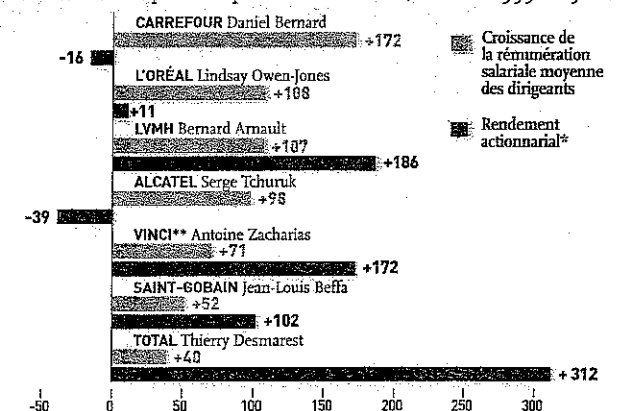 CARREFOUR Daniel Bernard
+172
-16
L'ORÉAL Lindsay Owen-Jones
+108
+11
LVMH Bernard Arnault
+107
+186
ALCATEL Serge Tchuruk
+98
-39
VINCI** Antoine Zacharias
+71
+172
SAINT-GOBAIN Jean-Louis Beffa
+52
+102
TOTAL Thierry Desmarest
+40
+312
Croissance de
la rémunération
salariale moyenne
des dirigeants
Rendement
actionnarial*
-50 0 50 100 150 200 250 300